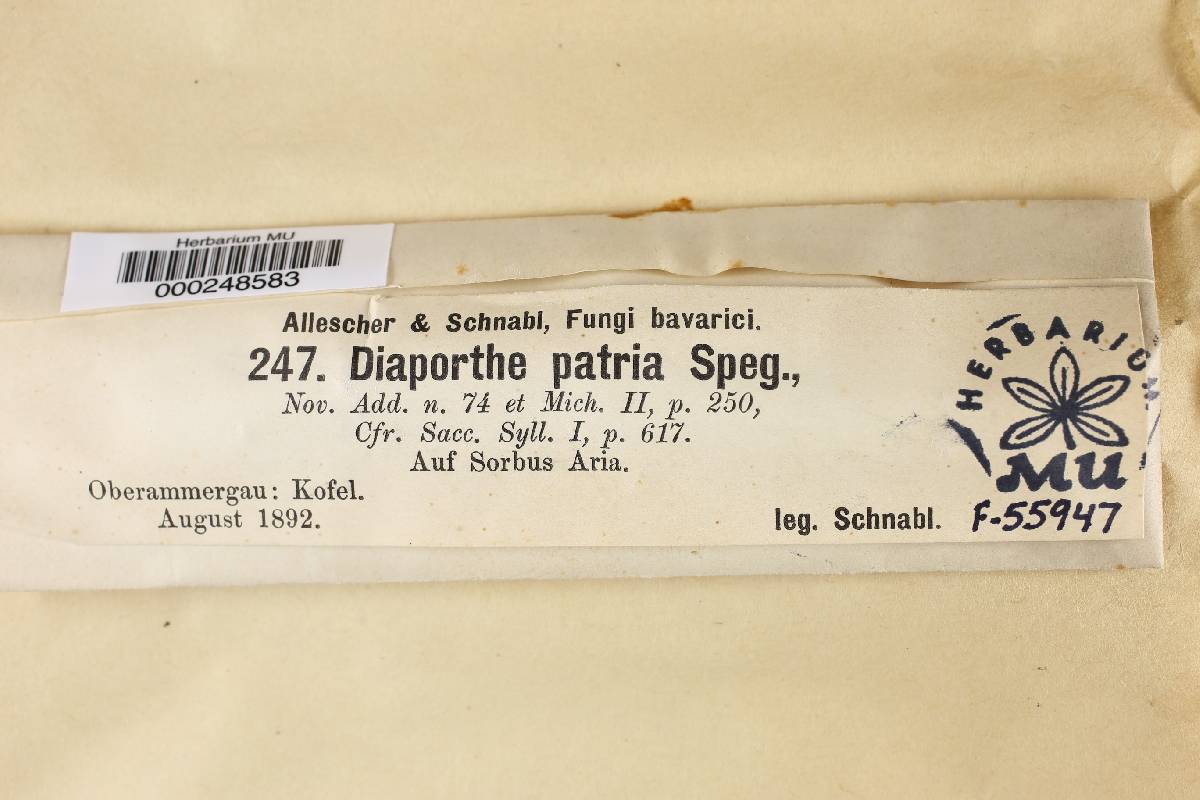 Herbarium MU
000248583
Allescher & Schnabl, Fungi bavarici.
247. Diaporthe patria Speg.,
Nov. Add. n. 74 et Mich. II, p. 250,
Cfr. Sacc. Syll. I, p. 617.
Auf Sorbus Aria.
Oberammergau: Kofel.
August 1892.
leg. Schnabl.
HERBARIUM
MU
F-55947